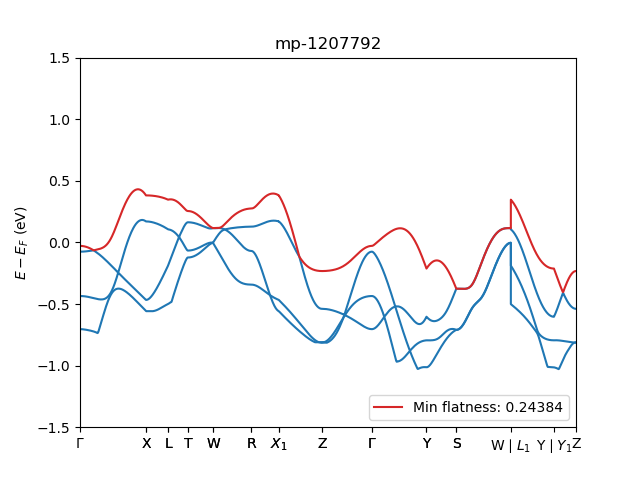 mp-1207792
1.5
1.0
0.5
0.0
−0.5
−1.0
−1.5
E − E_F (eV)
Min flatness: 0.24384
Γ X L T W R X₁ Z Γ Y S W | L₁ Y | Y₁ Z